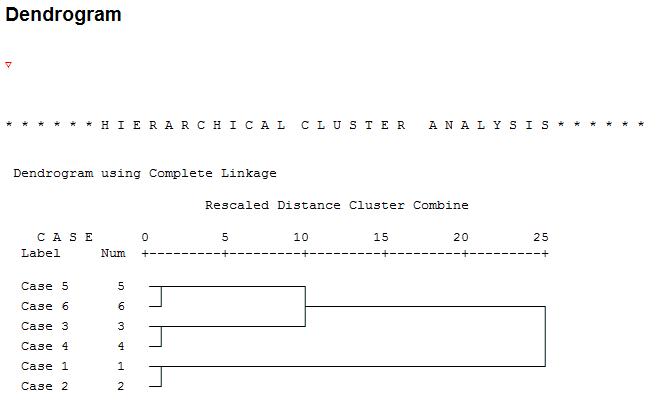 Dendrogram
* * * * * * H I E R A R C H I C A L  C L U S T E R   A N A L Y S I S * * * * * *
Dendrogram using Complete Linkage
Rescaled Distance Cluster Combine
C A S E      0         5        10        15        20        25
Label     Num  +---------+---------+---------+---------+---------+
Case 5      5
Case 6      6
Case 3      3
Case 4      4
Case 1      1
Case 2      2